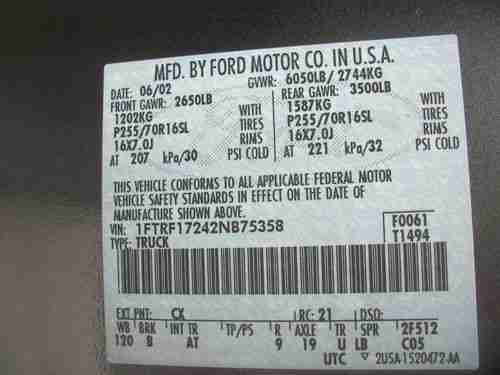 MFD. BY FORD MOTOR CO. IN U.S.A.
DATE: 06/02 GVWR: 6050LB/ 2744KG
FRONT GAWR: 2650LB REAR GAWR: 3500LB
1202KG WITH 1587KG WITH
P255/70R16SL TIRES P255/70R16SL TIRES
16X7.0J RIMS 16X7.0J RIMS
AT 207 kPa/30 PSI COLD AT 221 kPa/32 PSI COLD
THIS VEHICLE CONFORMS TO ALL APPLICABLE FEDERAL MOTOR
VEHICLE SAFETY STANDARDS IN EFFECT ON THE DATE OF
MANUFACTURE SHOWN ABOVE.
VIN: 1FTRF17242NB75358 F0061
TYPE: TRUCK T1494
EXT PNT: CX RC: 21 DSO:
WB BRK INT TR TP/PS R AXLE TR SPR 2F512
120 B AT 9 19 U LB C05
UTC 2USA-1520472-AA